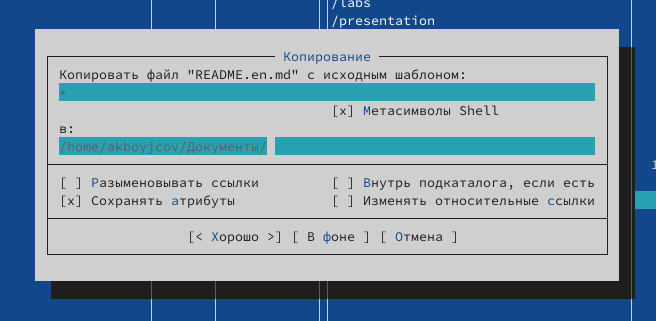 /labs
/presentation
Копирование
Копировать файл "README.en.md" с исходным шаблоном:
*
[x] Метасимволы Shell
в:
/home/akboyjcov/Документы/
[ ] Разыменовывать ссылки [ ] Внутрь подкаталога, если есть
[x] Сохранять атрибуты [ ] Изменять относительные ссылки
[< Хорошо >] [ В фоне ] [ Отмена ]